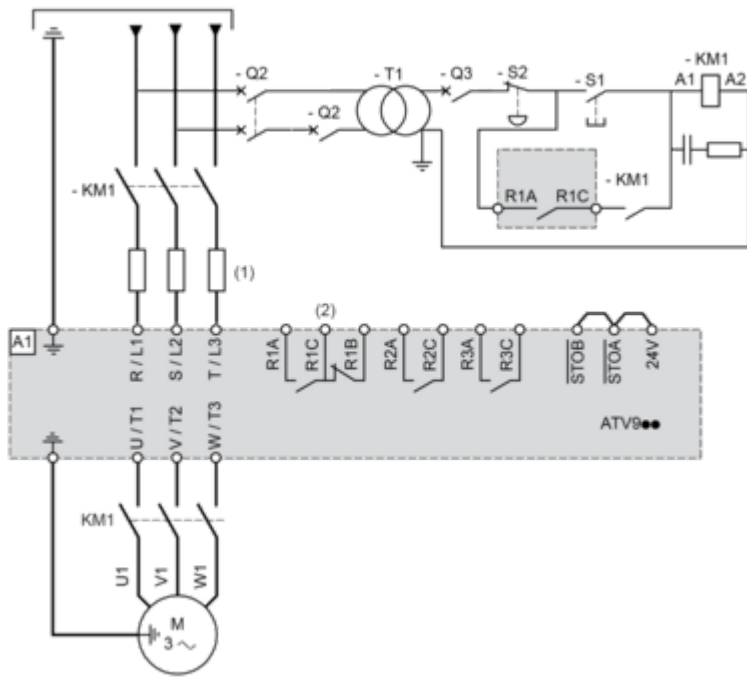 - Q2
- T1
- Q3
- S2
- S1
- KM1
A1 A2
- Q2
- KM1
R1A R1C
- KM1
(1)
(2)
A1
R / L1
S / L2
T / L3
R1A
R1C
R1B
R2A
R2C
R3A
R3C
STOB
STOA
24V
U / T1
V / T2
W / T3
ATV9●●
KM1
U1
V1
W1
M
3 ~